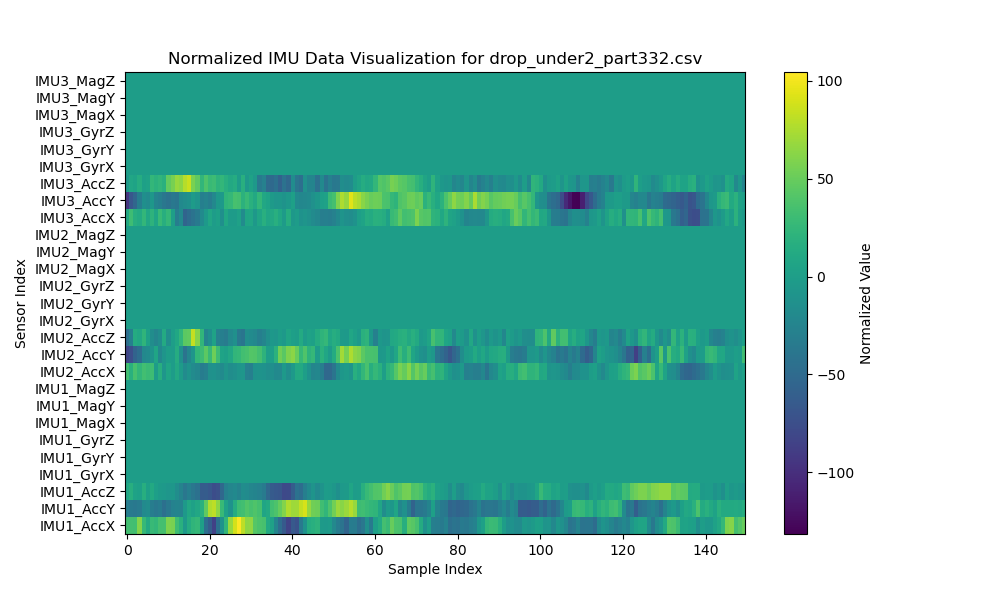 Normalized IMU Data Visualization for drop_under2_part332.csv
IMU3_MagZ
IMU3_MagY
IMU3_MagX
IMU3_GyrZ
IMU3_GyrY
IMU3_GyrX
IMU3_AccZ
IMU3_AccY
IMU3_AccX
IMU2_MagZ
IMU2_MagY
IMU2_MagX
IMU2_GyrZ
IMU2_GyrY
IMU2_GyrX
IMU2_AccZ
IMU2_AccY
IMU2_AccX
IMU1_MagZ
IMU1_MagY
IMU1_MagX
IMU1_GyrZ
IMU1_GyrY
IMU1_GyrX
IMU1_AccZ
IMU1_AccY
IMU1_AccX
Sensor Index
0 20 40 60 80 100 120 140
Sample Index
100
50
0
−50
−100
Normalized Value